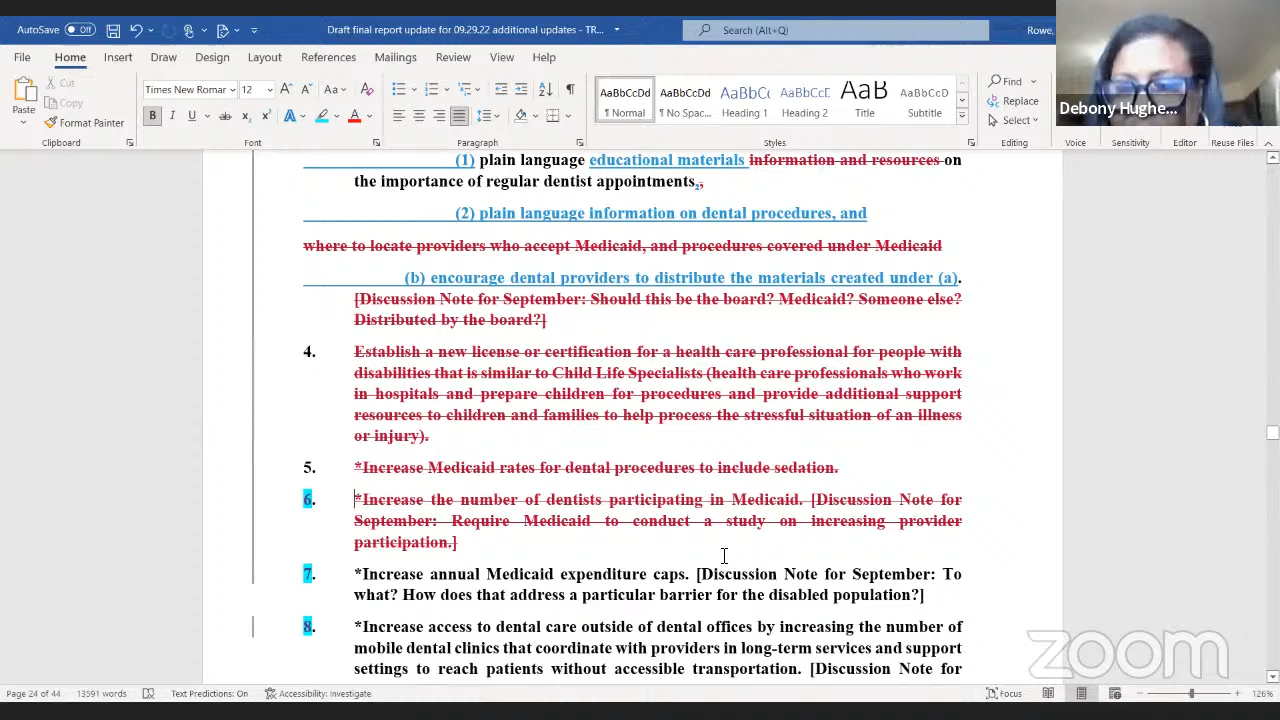 AutoSave Off Draft final report update for 09.29.22 additional updates - TR... Search (Alt+Q) Rowe,
File Home Insert Draw Design Layout References Mailings Review View Help
Cut Times New Roman 12 AaBbCcDd AaBbCcDd AaBbCc AaBbCcC AaB AaBbCcD Find
Paste Copy Replace
Format Painter Normal No Spac... Heading 1 Heading 2 Title Subtitle Select
Clipboard Font Paragraph Styles Editing Voice Sensitivity Editor Reuse Files
Debony Hughe...
(1) plain language educational materials information and resources on
the importance of regular dentist appointments,,
(2) plain language information on dental procedures, and
where to locate providers who accept Medicaid, and procedures covered under Medicaid
(b) encourage dental providers to distribute the materials created under (a).
[Discussion Note for September: Should this be the board? Medicaid? Someone else?
Distributed by the board?]
4. Establish a new license or certification for a health care professional for people with
disabilities that is similar to Child Life Specialists (health care professionals who work
in hospitals and prepare children for procedures and provide additional support
resources to children and families to help process the stressful situation of an illness
or injury).
5. *Increase Medicaid rates for dental procedures to include sedation.
6. *Increase the number of dentists participating in Medicaid. [Discussion Note for
September: Require Medicaid to conduct a study on increasing provider
participation.]
7. *Increase annual Medicaid expenditure caps. [Discussion Note for September: To
what? How does that address a particular barrier for the disabled population?]
8. *Increase access to dental care outside of dental offices by increasing the number of
mobile dental clinics that coordinate with providers in long-term services and support
settings to reach patients without accessible transportation. [Discussion Note for
zoom
Page 24 of 44 13591 words Text Predictions: On Accessibility: Investigate Focus 126%